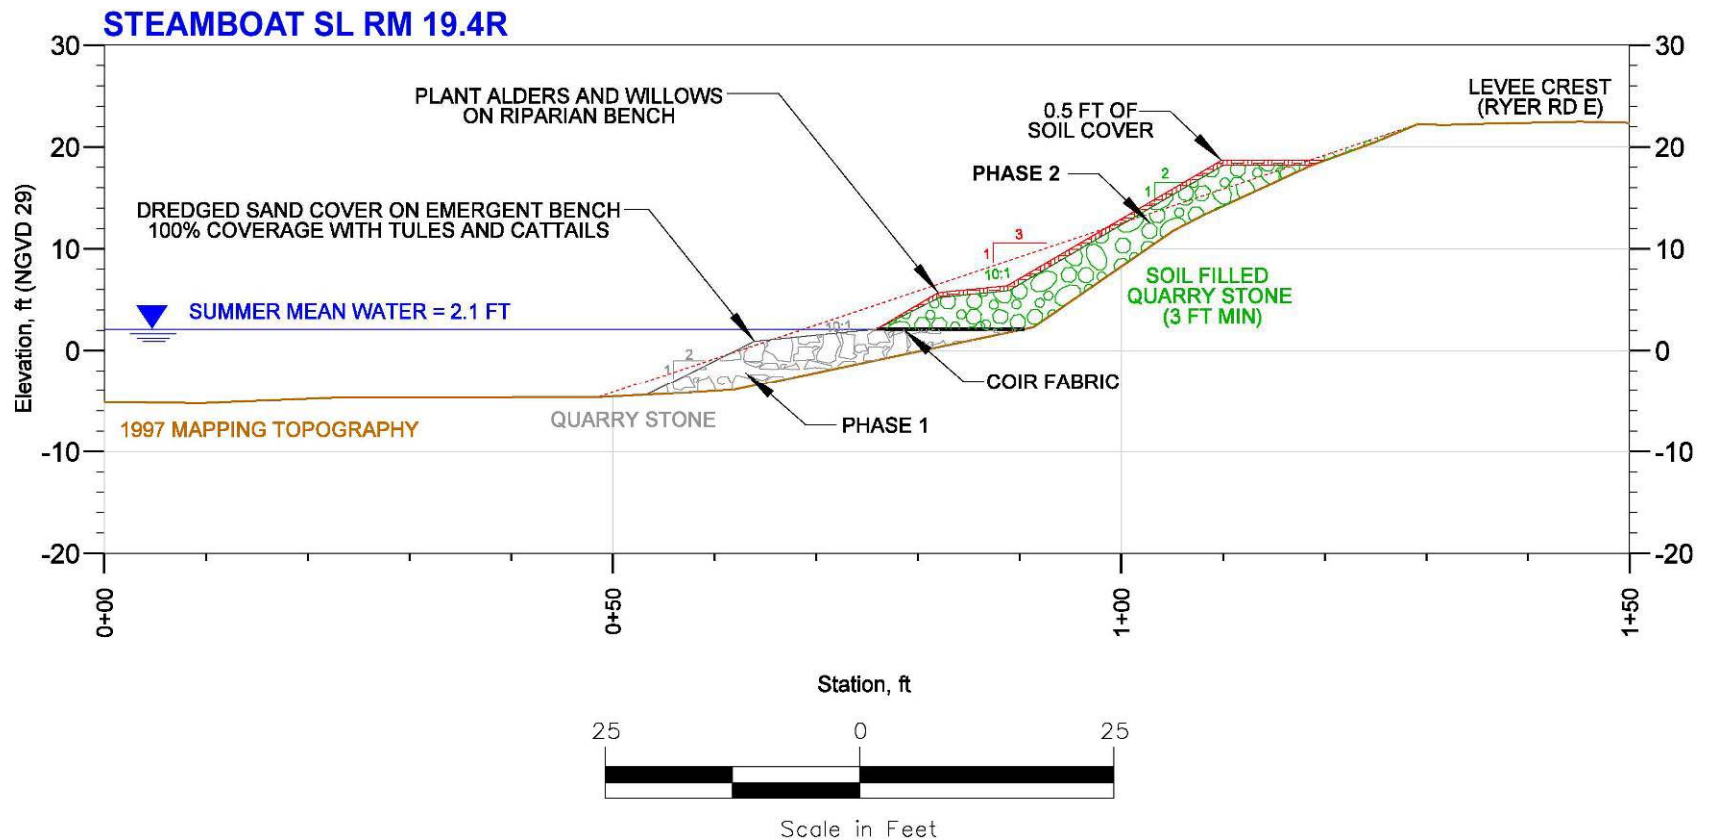 STEAMBOAT SL RM 19.4R
30
30
LEVEE CREST
(RYER RD E)
PLANT ALDERS AND WILLOWS
ON RIPARIAN BENCH
0.5 FT OF
SOIL COVER
20
20
PHASE 2
2
1
DREDGED SAND COVER ON EMERGENT BENCH
100% COVERAGE WITH TULES AND CATTAILS
3
1
10
10
10:1
SOIL FILLED
QUARRY STONE
(3 FT MIN)
SUMMER MEAN WATER = 2.1 FT
10:1
0
0
2
1
COIR FABRIC
1997 MAPPING TOPOGRAPHY
QUARRY STONE
PHASE 1
-10
-10
-20
-20
Elevation, ft (NGVD 29)
0+00
0+50
1+00
1+50
Station, ft
25
0
25
Scale in Feet